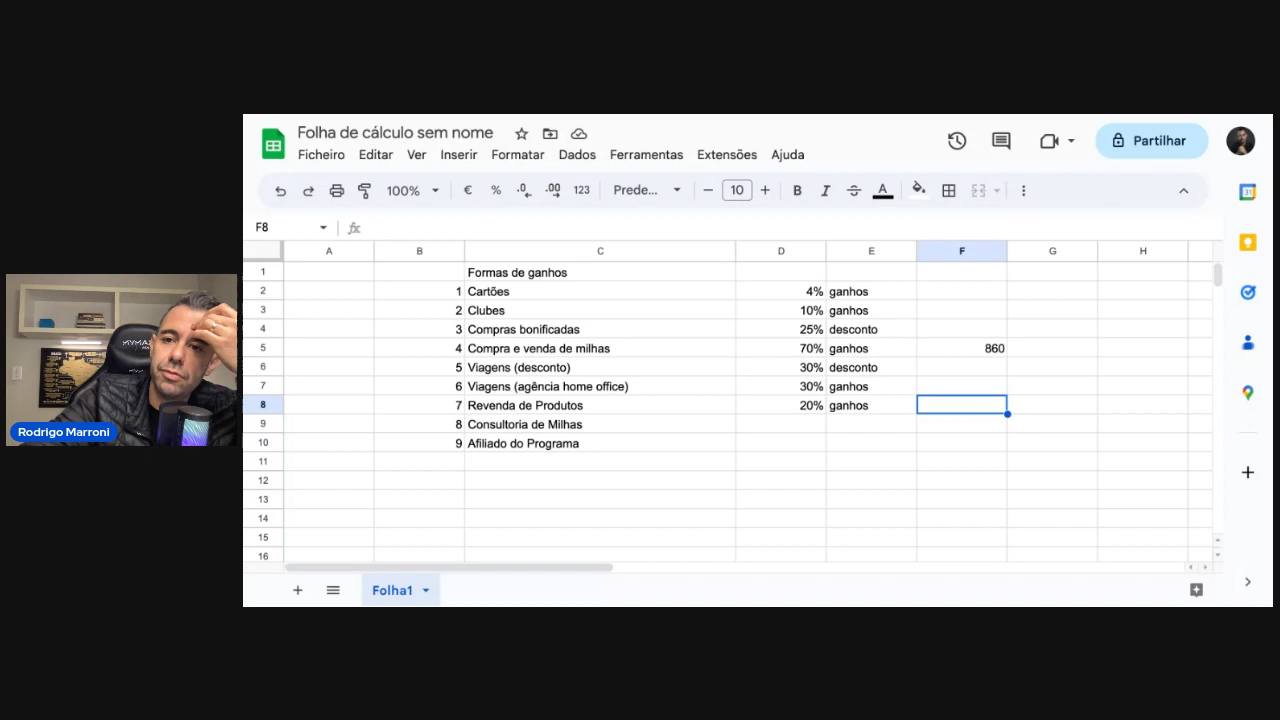 Folha de cálculo sem nome
Ficheiro Editar Ver Inserir Formatar Dados Ferramentas Extensões Ajuda
Partilhar
100% € % .0 .00 123 Prede... 10 B I S A
F8 fx
A B C D E F G H
1 Formas de ganhos
2 1 Cartões 4% ganhos
3 2 Clubes 10% ganhos
4 3 Compras bonificadas 25% desconto
5 4 Compra e venda de milhas 70% ganhos 860
6 5 Viagens (desconto) 30% desconto
7 6 Viagens (agência home office) 30% ganhos
8 7 Revenda de Produtos 20% ganhos
9 8 Consultoria de Milhas
10 9 Afiliado do Programa
11
12
13
14
15
16
Folha1
31
MYMAX
Rodrigo Marroni